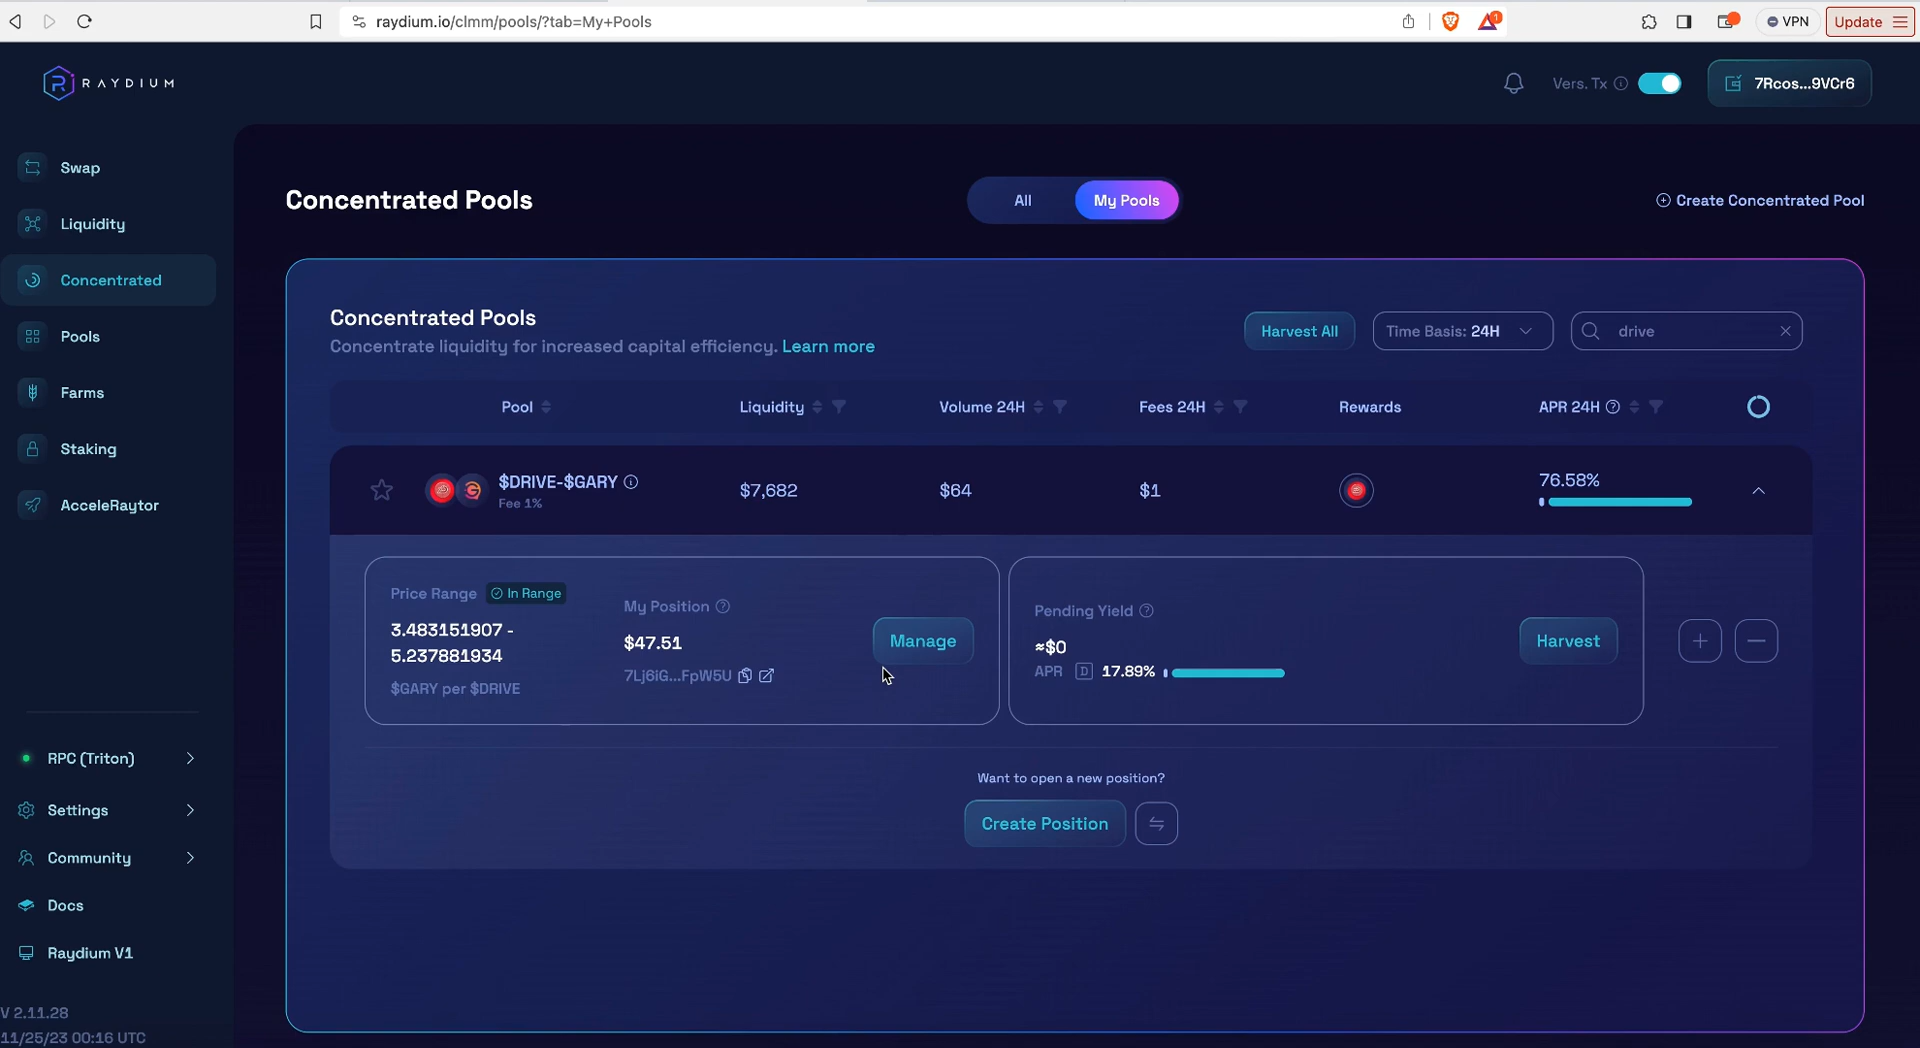 raydium.io/clmm/pools/?tab=My+Pools
1
VPN
Update
RAYDIUM
Vers. Tx
7Rcos...9VCr6
Swap
Liquidity
Concentrated
Pools
Farms
Staking
AcceleRaytor
RPC (Triton)
Settings
Community
Docs
Raydium V1
V 2.11.28
11/25/23 00:16 UTC
Concentrated Pools
All
My Pools
Create Concentrated Pool
Concentrated Pools
Concentrate liquidity for increased capital efficiency. Learn more
Harvest All
Time Basis: 24H
drive
Pool
Liquidity
Volume 24H
Fees 24H
Rewards
APR 24H
$DRIVE-$GARY
Fee 1%
$7,682
$64
$1
76.58%
Price Range
In Range
3.483151907 -
5.237881934
$GARY per $DRIVE
My Position
$47.51
7Lj6iG...FpW5U
Manage
Pending Yield
≈$0
APR D 17.89%
Harvest
Want to open a new position?
Create Position